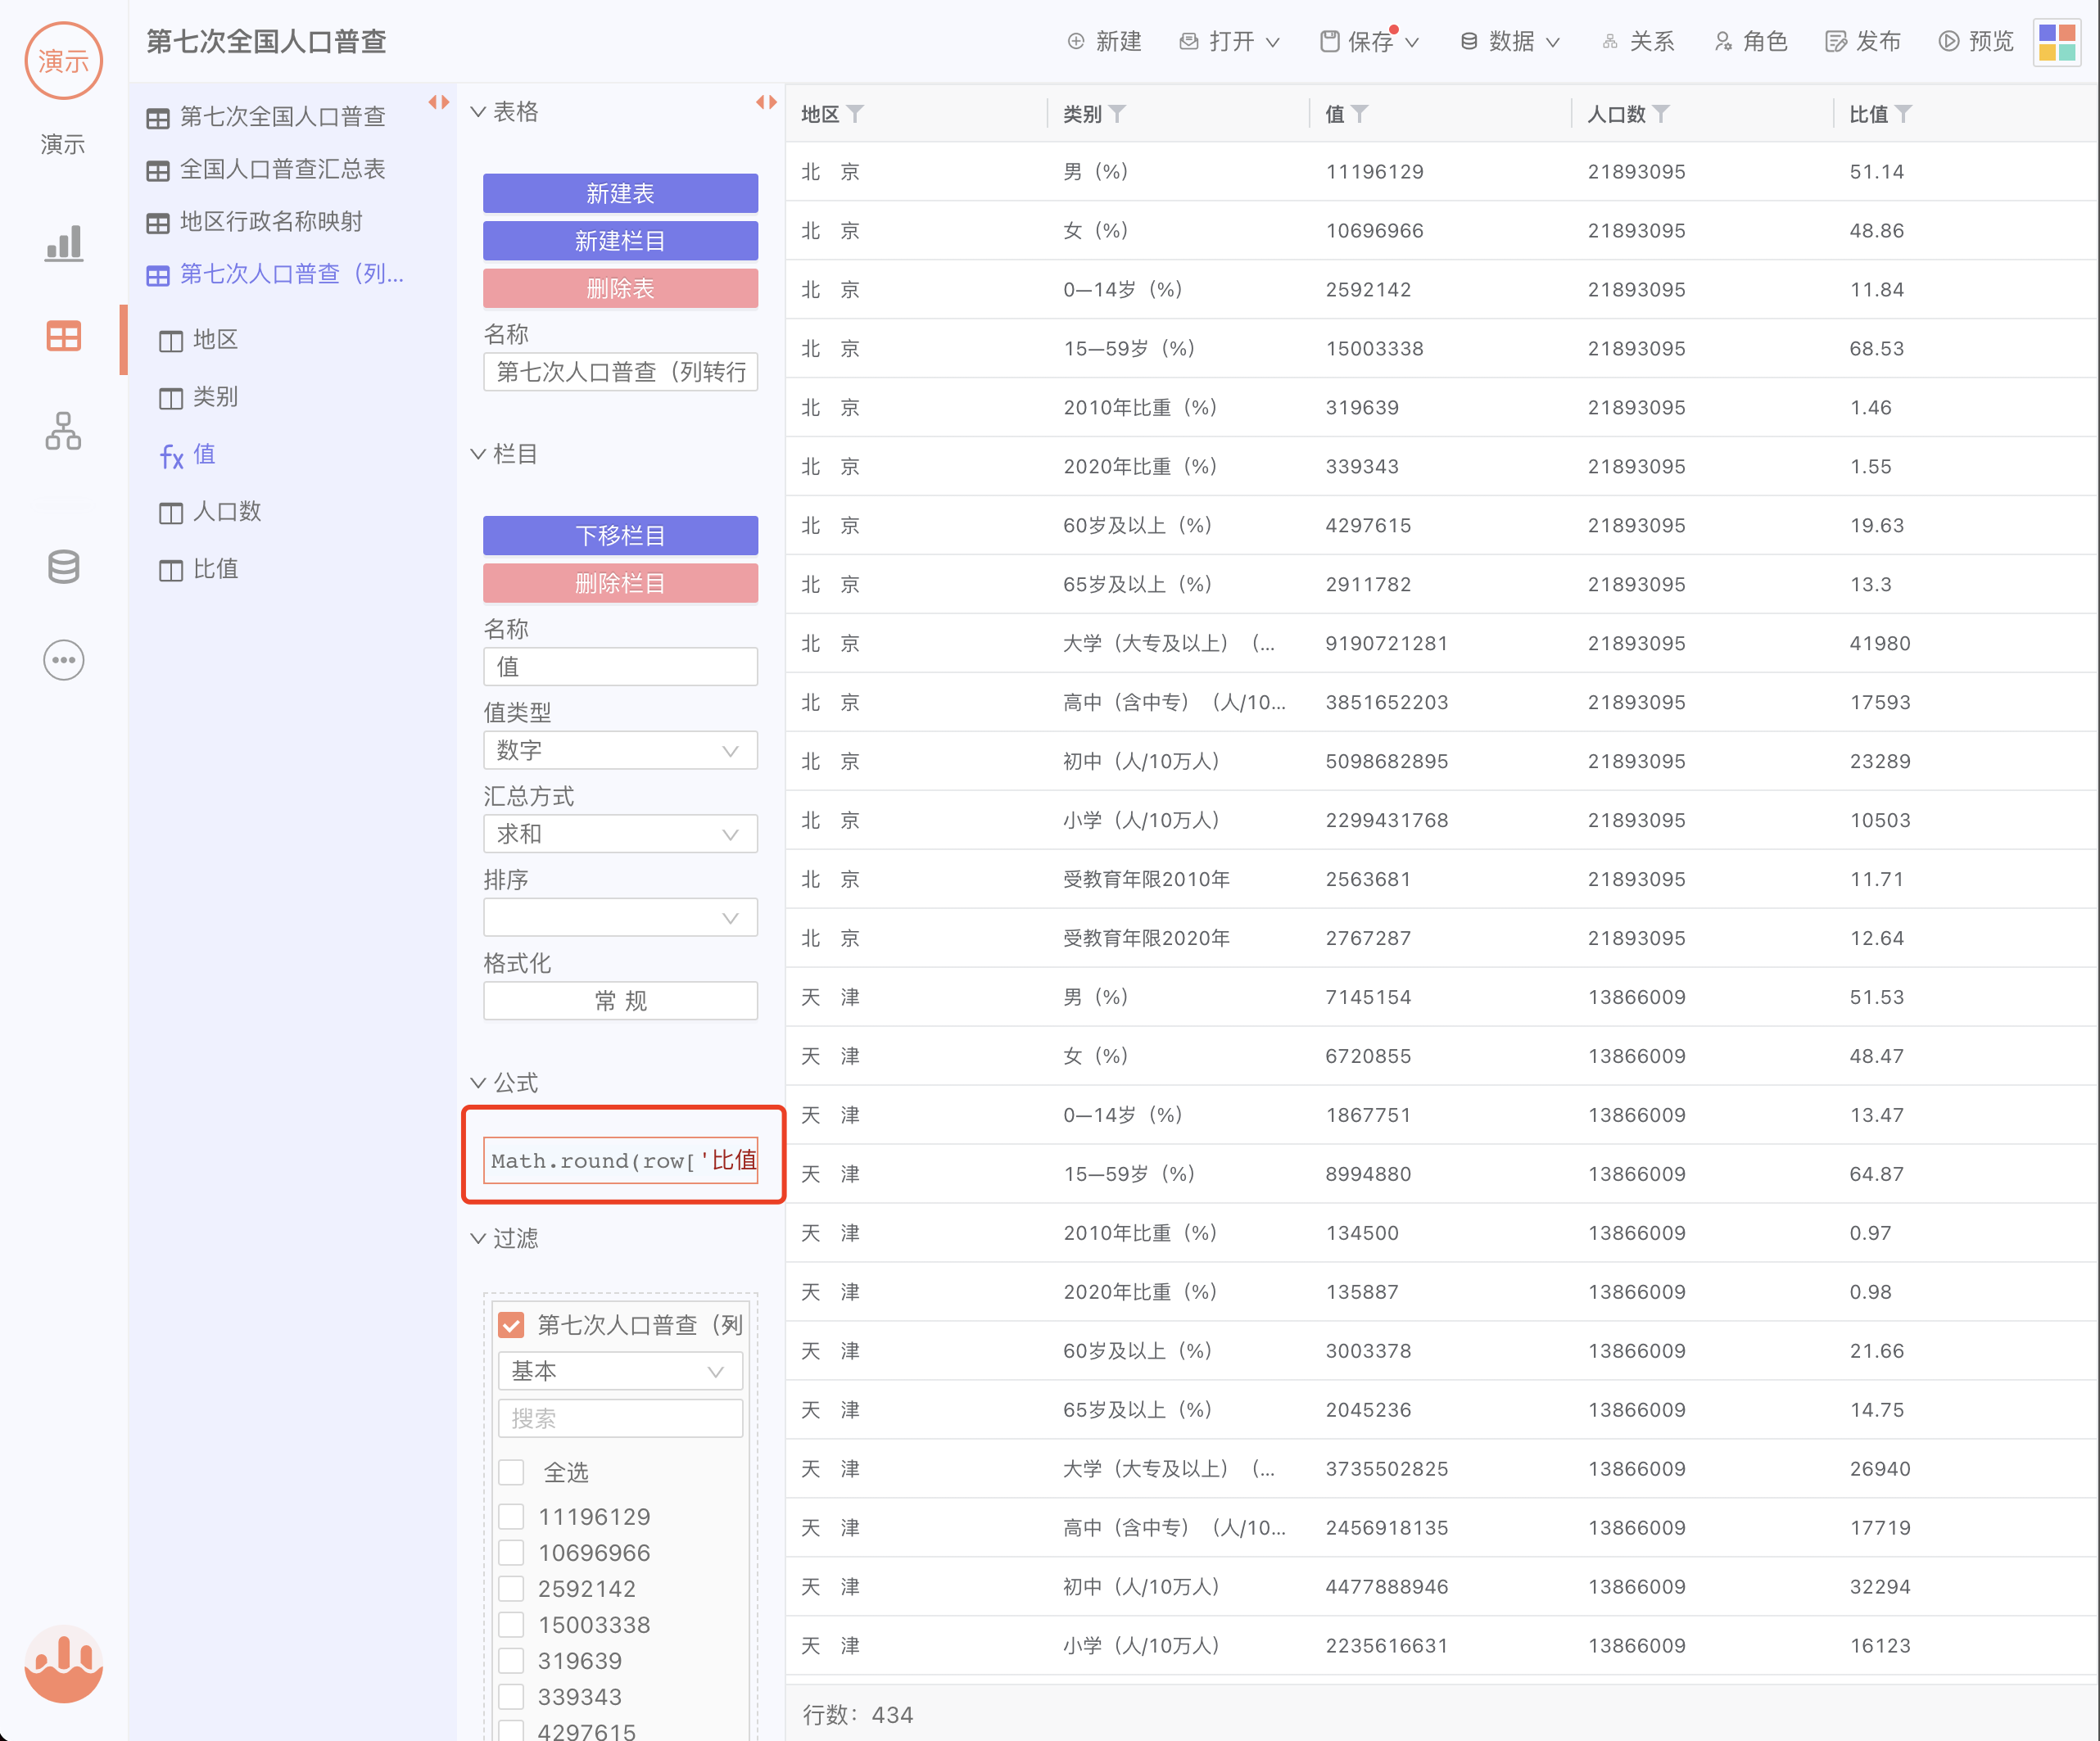 演示
演示
第七次全国人口普查
新建
打开
保存
数据
关系
角色
发布
预览
第七次全国人口普查
全国人口普查汇总表
地区行政名称映射
第七次人口普查（列...
地区
类别
fx 值
人口数
比值
表格
新建表
新建栏目
删除表
名称
第七次人口普查（列转行
栏目
下移栏目
删除栏目
名称
值
值类型
数字
汇总方式
求和
排序
格式化
常 规
公式
Math.round(row['比值
过滤
第七次人口普查（列
基本
搜索
全选
11196129
10696966
2592142
15003338
319639
339343
4297615
地区 类别 值 人口数 比值
北 京 男（%） 11196129 21893095 51.14
北 京 女（%） 10696966 21893095 48.86
北 京 0—14岁（%） 2592142 21893095 11.84
北 京 15—59岁（%） 15003338 21893095 68.53
北 京 2010年比重（%） 319639 21893095 1.46
北 京 2020年比重（%） 339343 21893095 1.55
北 京 60岁及以上（%） 4297615 21893095 19.63
北 京 65岁及以上（%） 2911782 21893095 13.3
北 京 大学（大专及以上）（... 9190721281 21893095 41980
北 京 高中（含中专）（人/10... 3851652203 21893095 17593
北 京 初中（人/10万人） 5098682895 21893095 23289
北 京 小学（人/10万人） 2299431768 21893095 10503
北 京 受教育年限2010年 2563681 21893095 11.71
北 京 受教育年限2020年 2767287 21893095 12.64
天 津 男（%） 7145154 13866009 51.53
天 津 女（%） 6720855 13866009 48.47
天 津 0—14岁（%） 1867751 13866009 13.47
天 津 15—59岁（%） 8994880 13866009 64.87
天 津 2010年比重（%） 134500 13866009 0.97
天 津 2020年比重（%） 135887 13866009 0.98
天 津 60岁及以上（%） 3003378 13866009 21.66
天 津 65岁及以上（%） 2045236 13866009 14.75
天 津 大学（大专及以上）（... 3735502825 13866009 26940
天 津 高中（含中专）（人/10... 2456918135 13866009 17719
天 津 初中（人/10万人） 4477888946 13866009 32294
天 津 小学（人/10万人） 2235616631 13866009 16123
行数：434